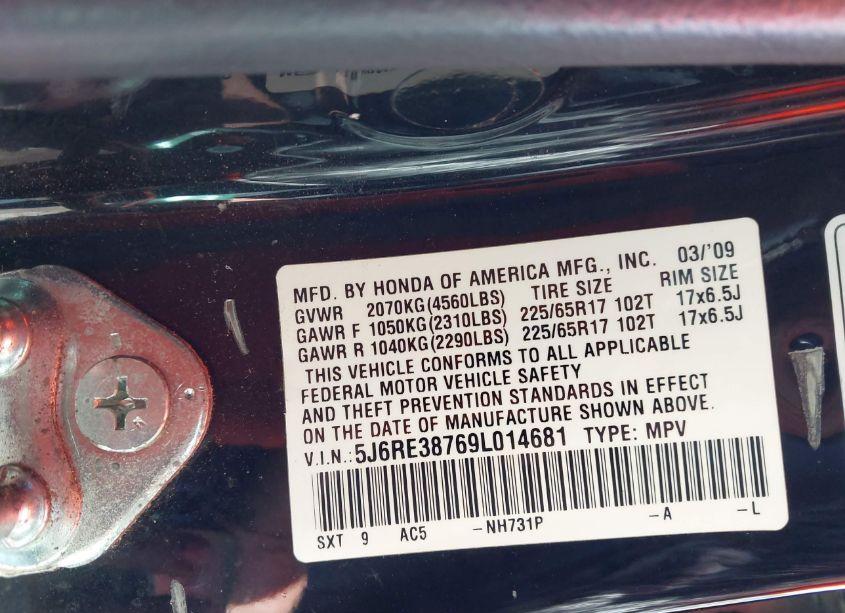 MFD. BY HONDA OF AMERICA MFG., INC. 03/'09
GVWR 2070KG(4560LBS) TIRE SIZE RIM SIZE
GAWR F 1050KG(2310LBS) 225/65R17 102T 17x6.5J
GAWR R 1040KG(2290LBS) 225/65R17 102T 17x6.5J
THIS VEHICLE CONFORMS TO ALL APPLICABLE
FEDERAL MOTOR VEHICLE SAFETY
AND THEFT PREVENTION STANDARDS IN EFFECT
ON THE DATE OF MANUFACTURE SHOWN ABOVE.
V.I.N.: 5J6RE38769L014681 TYPE: MPV
SXT 9 AC5 -NH731P -A -L